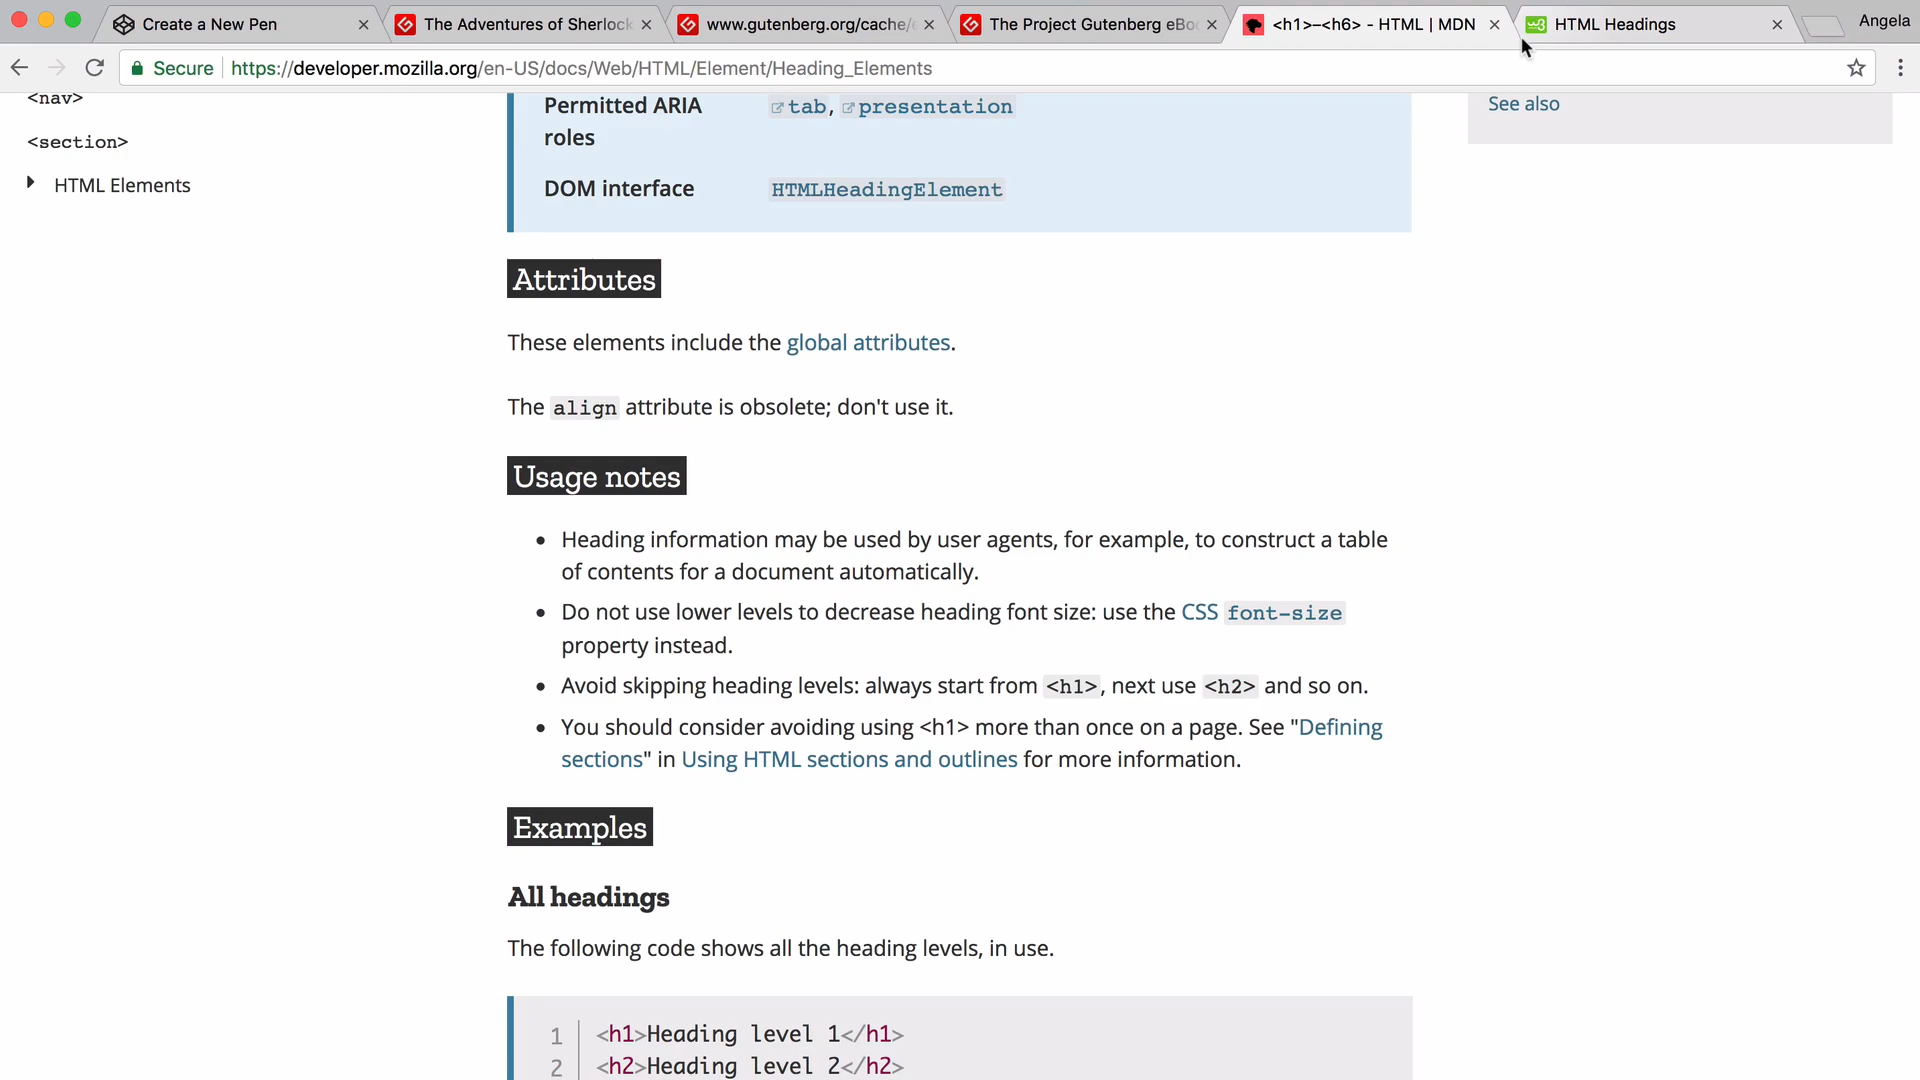 Create a New Pen
The Adventures of Sherlock
www.gutenberg.org/cache/e
The Project Gutenberg eBo
<h1>–<h6> - HTML | MDN
HTML Headings
Angela
Secure
https://developer.mozilla.org/en-US/docs/Web/HTML/Element/Heading_Elements
<nav>
<section>
HTML Elements
Permitted ARIA roles
tab, presentation
DOM interface
HTMLHeadingElement
See also
Attributes
These elements include the global attributes.
The align attribute is obsolete; don't use it.
Usage notes
Heading information may be used by user agents, for example, to construct a table
of contents for a document automatically.
Do not use lower levels to decrease heading font size: use the CSS font-size
property instead.
Avoid skipping heading levels: always start from <h1>, next use <h2> and so on.
You should consider avoiding using <h1> more than once on a page. See "Defining
sections" in Using HTML sections and outlines for more information.
Examples
All headings
The following code shows all the heading levels, in use.
1 <h1>Heading level 1</h1>
2 <h2>Heading level 2</h2>